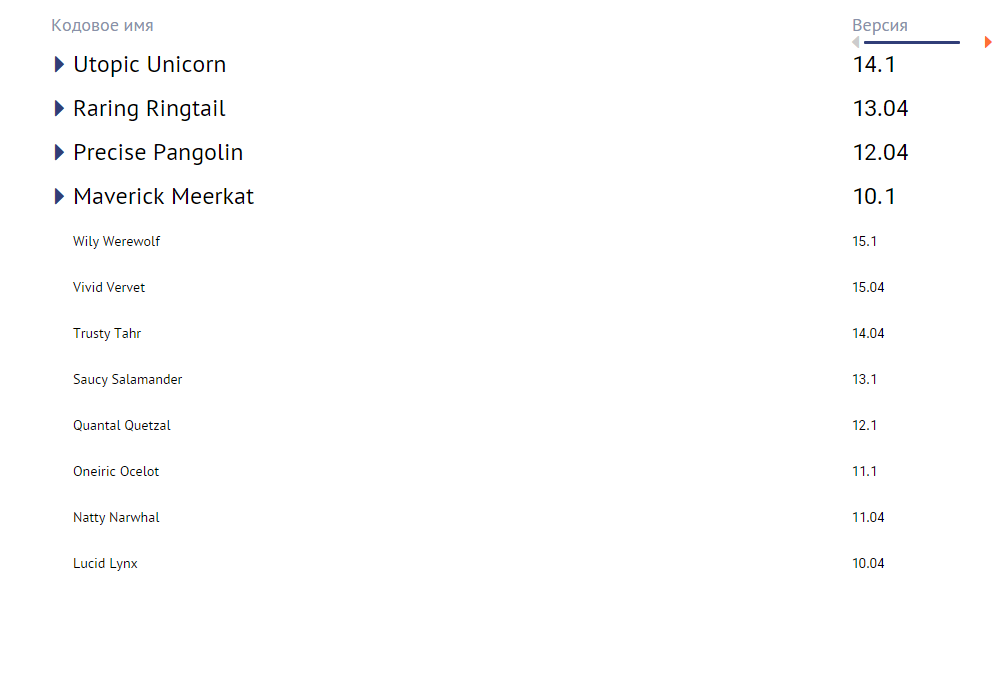 Кодовое имя Версия
Utopic Unicorn 14.1
Raring Ringtail 13.04
Precise Pangolin 12.04
Maverick Meerkat 10.1
Wily Werewolf 15.1
Vivid Vervet 15.04
Trusty Tahr 14.04
Saucy Salamander 13.1
Quantal Quetzal 12.1
Oneiric Ocelot 11.1
Natty Narwhal 11.04
Lucid Lynx 10.04